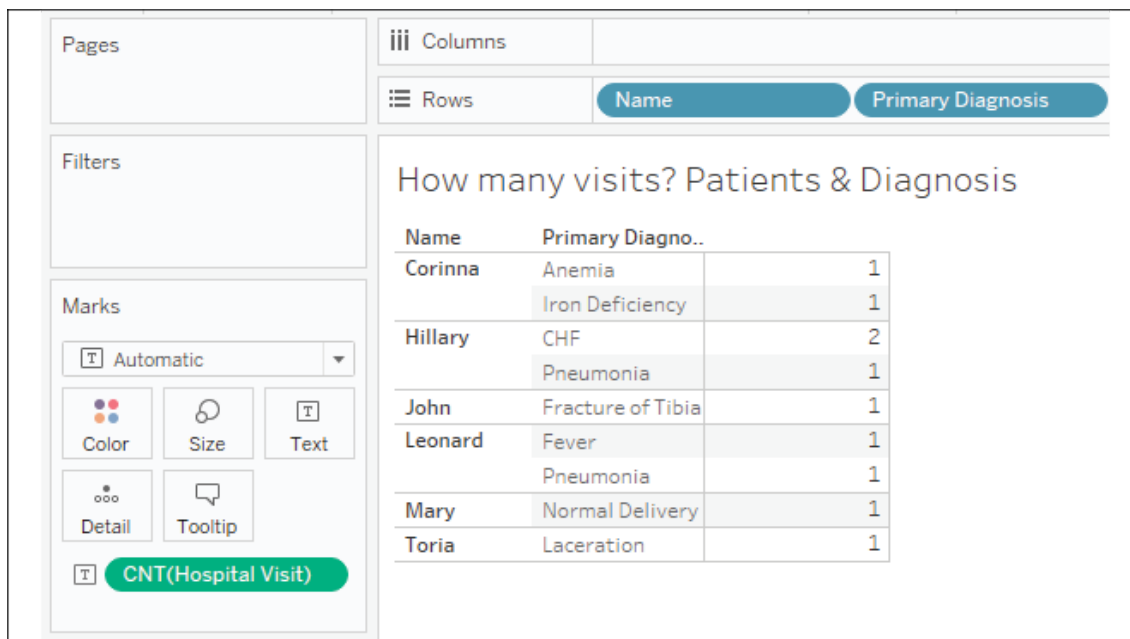 Pages
Columns
Rows Name Primary Diagnosis
Filters
How many visits? Patients & Diagnosis
Name Primary Diagno..
Corinna Anemia 1
Iron Deficiency 1
Hillary CHF 2
Pneumonia 1
John Fracture of Tibia 1
Leonard Fever 1
Pneumonia 1
Mary Normal Delivery 1
Toria Laceration 1
Marks
T Automatic
Color Size T Text
Detail Tooltip
T CNT(Hospital Visit)